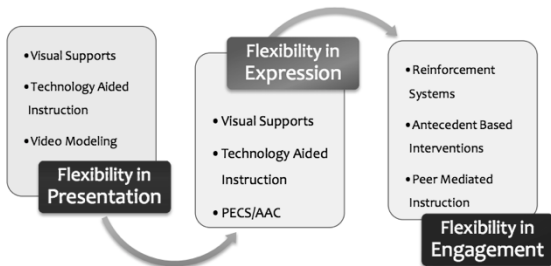 • Visual Supports
• Technology Aided
Instruction
• Video Modeling
Flexibility in
Presentation
Flexibility in
Expression
• Visual Supports
• Technology Aided
Instruction
• PECS/AAC
• Reinforcement
Systems
• Antecedent Based
Interventions
• Peer Mediated
Instruction
Flexibility in
Engagement